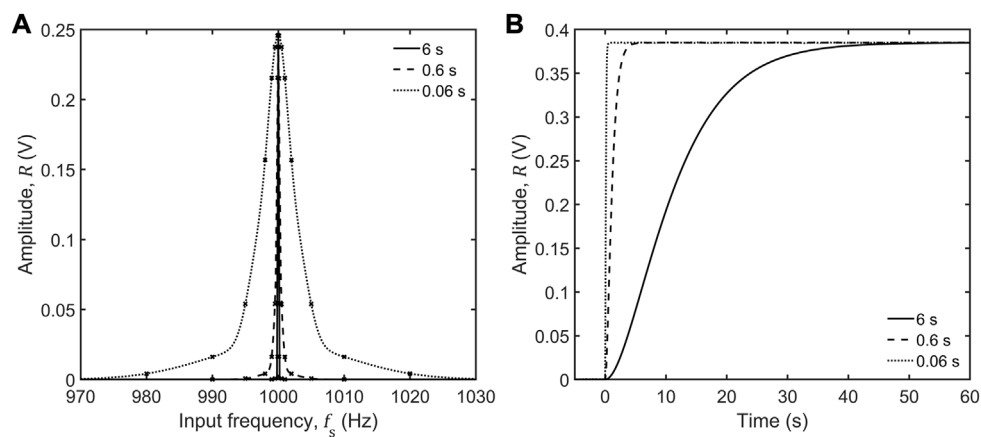 A
Amplitude, R (V)
0.25
0.2
0.15
0.1
0.05
0
970
980
990
1000
1010
1020
1030
Input frequency, fs (Hz)
6 s
0.6 s
0.06 s
B
Amplitude, R (V)
0.4
0.35
0.3
0.25
0.2
0.15
0.1
0.05
0
0
10
20
30
40
50
60
Time (s)
6 s
0.6 s
0.06 s